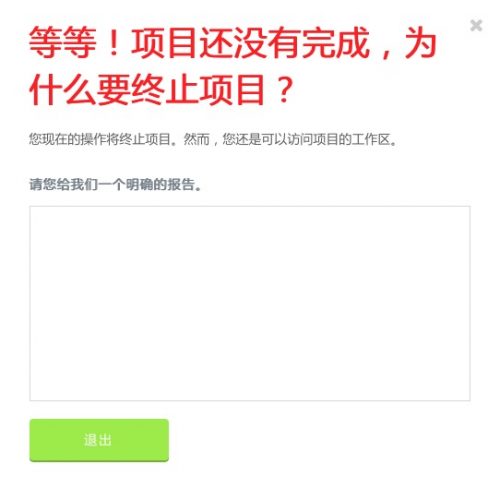 等等！项目还没有完成，为
什么要终止项目？
您现在的操作将终止项目。然而，您还是可以访问项目的工作区。
请您给我们一个明确的报告。
退出